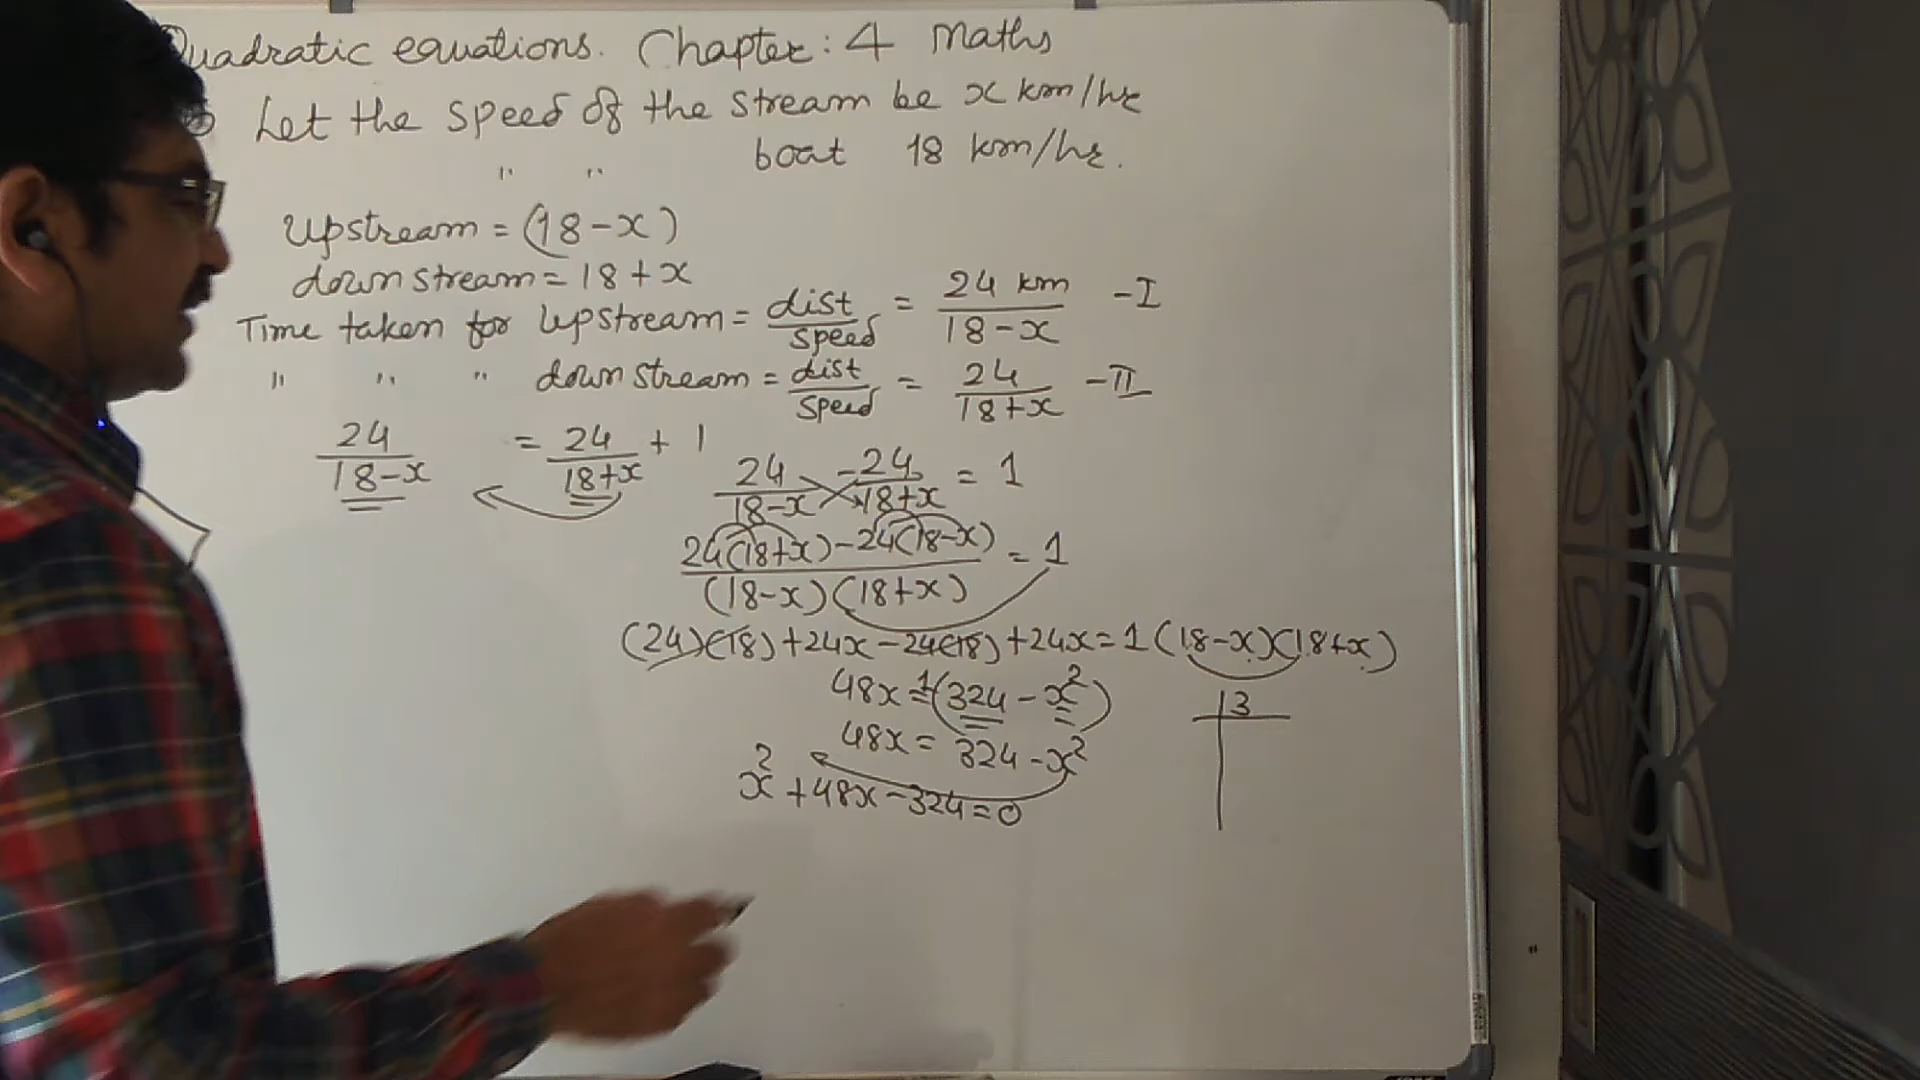 Quadratic equations. Chapter: 4 Maths
Let the speed of the stream be x km/hr
" " boat 18 km/hr.
Upstream = (18-x)
downstream = 18+x
Time taken for Upstream = dist/speed = 24 km/18-x -I
" " " downstream = dist/speed = 24/18+x -II
24/18-x = 24/18+x + 1
24/18-x - 24/18+x = 1
24(18+x)-24(18-x)/(18-x)(18+x) = 1
(24)(18)+24x-24(18)+24x=1(18-x)(18+x)
48x=1(324-x²)
3
48x= 324-x²
x²+48x-324=0